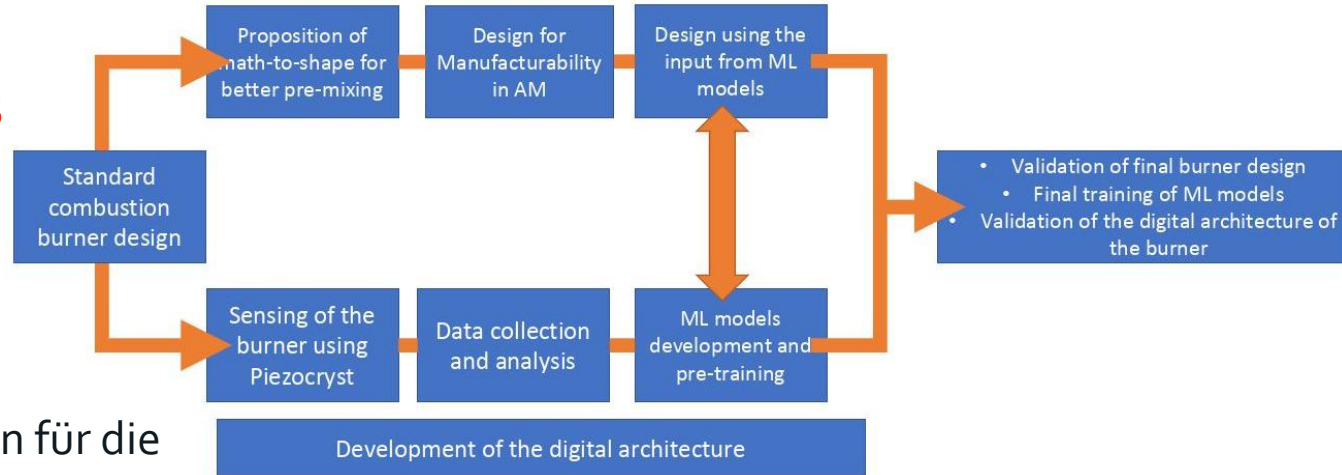 Proposition of
math-to-shape for
better pre-mixing
Design for
Manufacturability
in AM
Design using the
input from ML
models
Standard
combustion
burner design
• Validation of final burner design
• Final training of ML models
• Validation of the digital architecture of
the burner
Sensing of the
burner using
Piezocryst
Data collection
and analysis
ML models
development and
pre-training
n für die
Development of the digital architecture